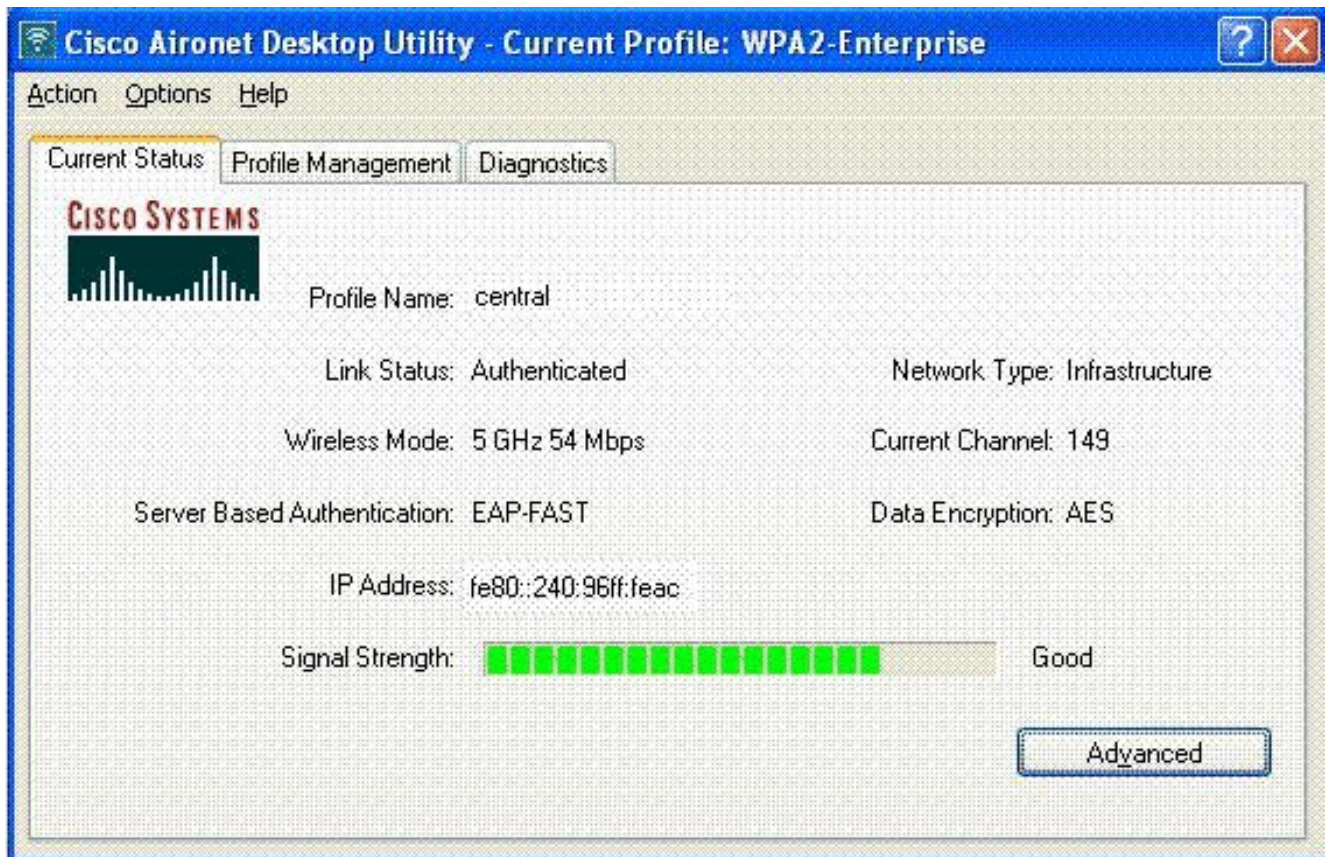 Cisco Aironet Desktop Utility - Current Profile: WPA2-Enterprise
?
Action Options Help
Current Status Profile Management Diagnostics
CISCO SYSTEMS
Profile Name: central
Link Status: Authenticated Network Type: Infrastructure
Wireless Mode: 5 GHz 54 Mbps Current Channel: 149
Server Based Authentication: EAP-FAST Data Encryption: AES
IP Address: fe80::240:96ff:feac
Signal Strength: Good
Advanced